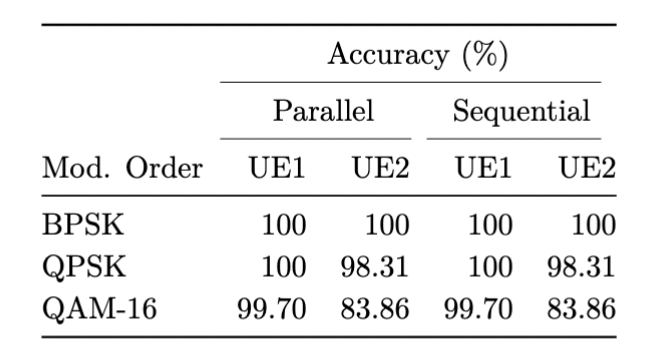 Accuracy (%)
Parallel Sequential
Mod. Order UE1 UE2 UE1 UE2
BPSK 100 100 100 100
QPSK 100 98.31 100 98.31
QAM-16 99.70 83.86 99.70 83.86